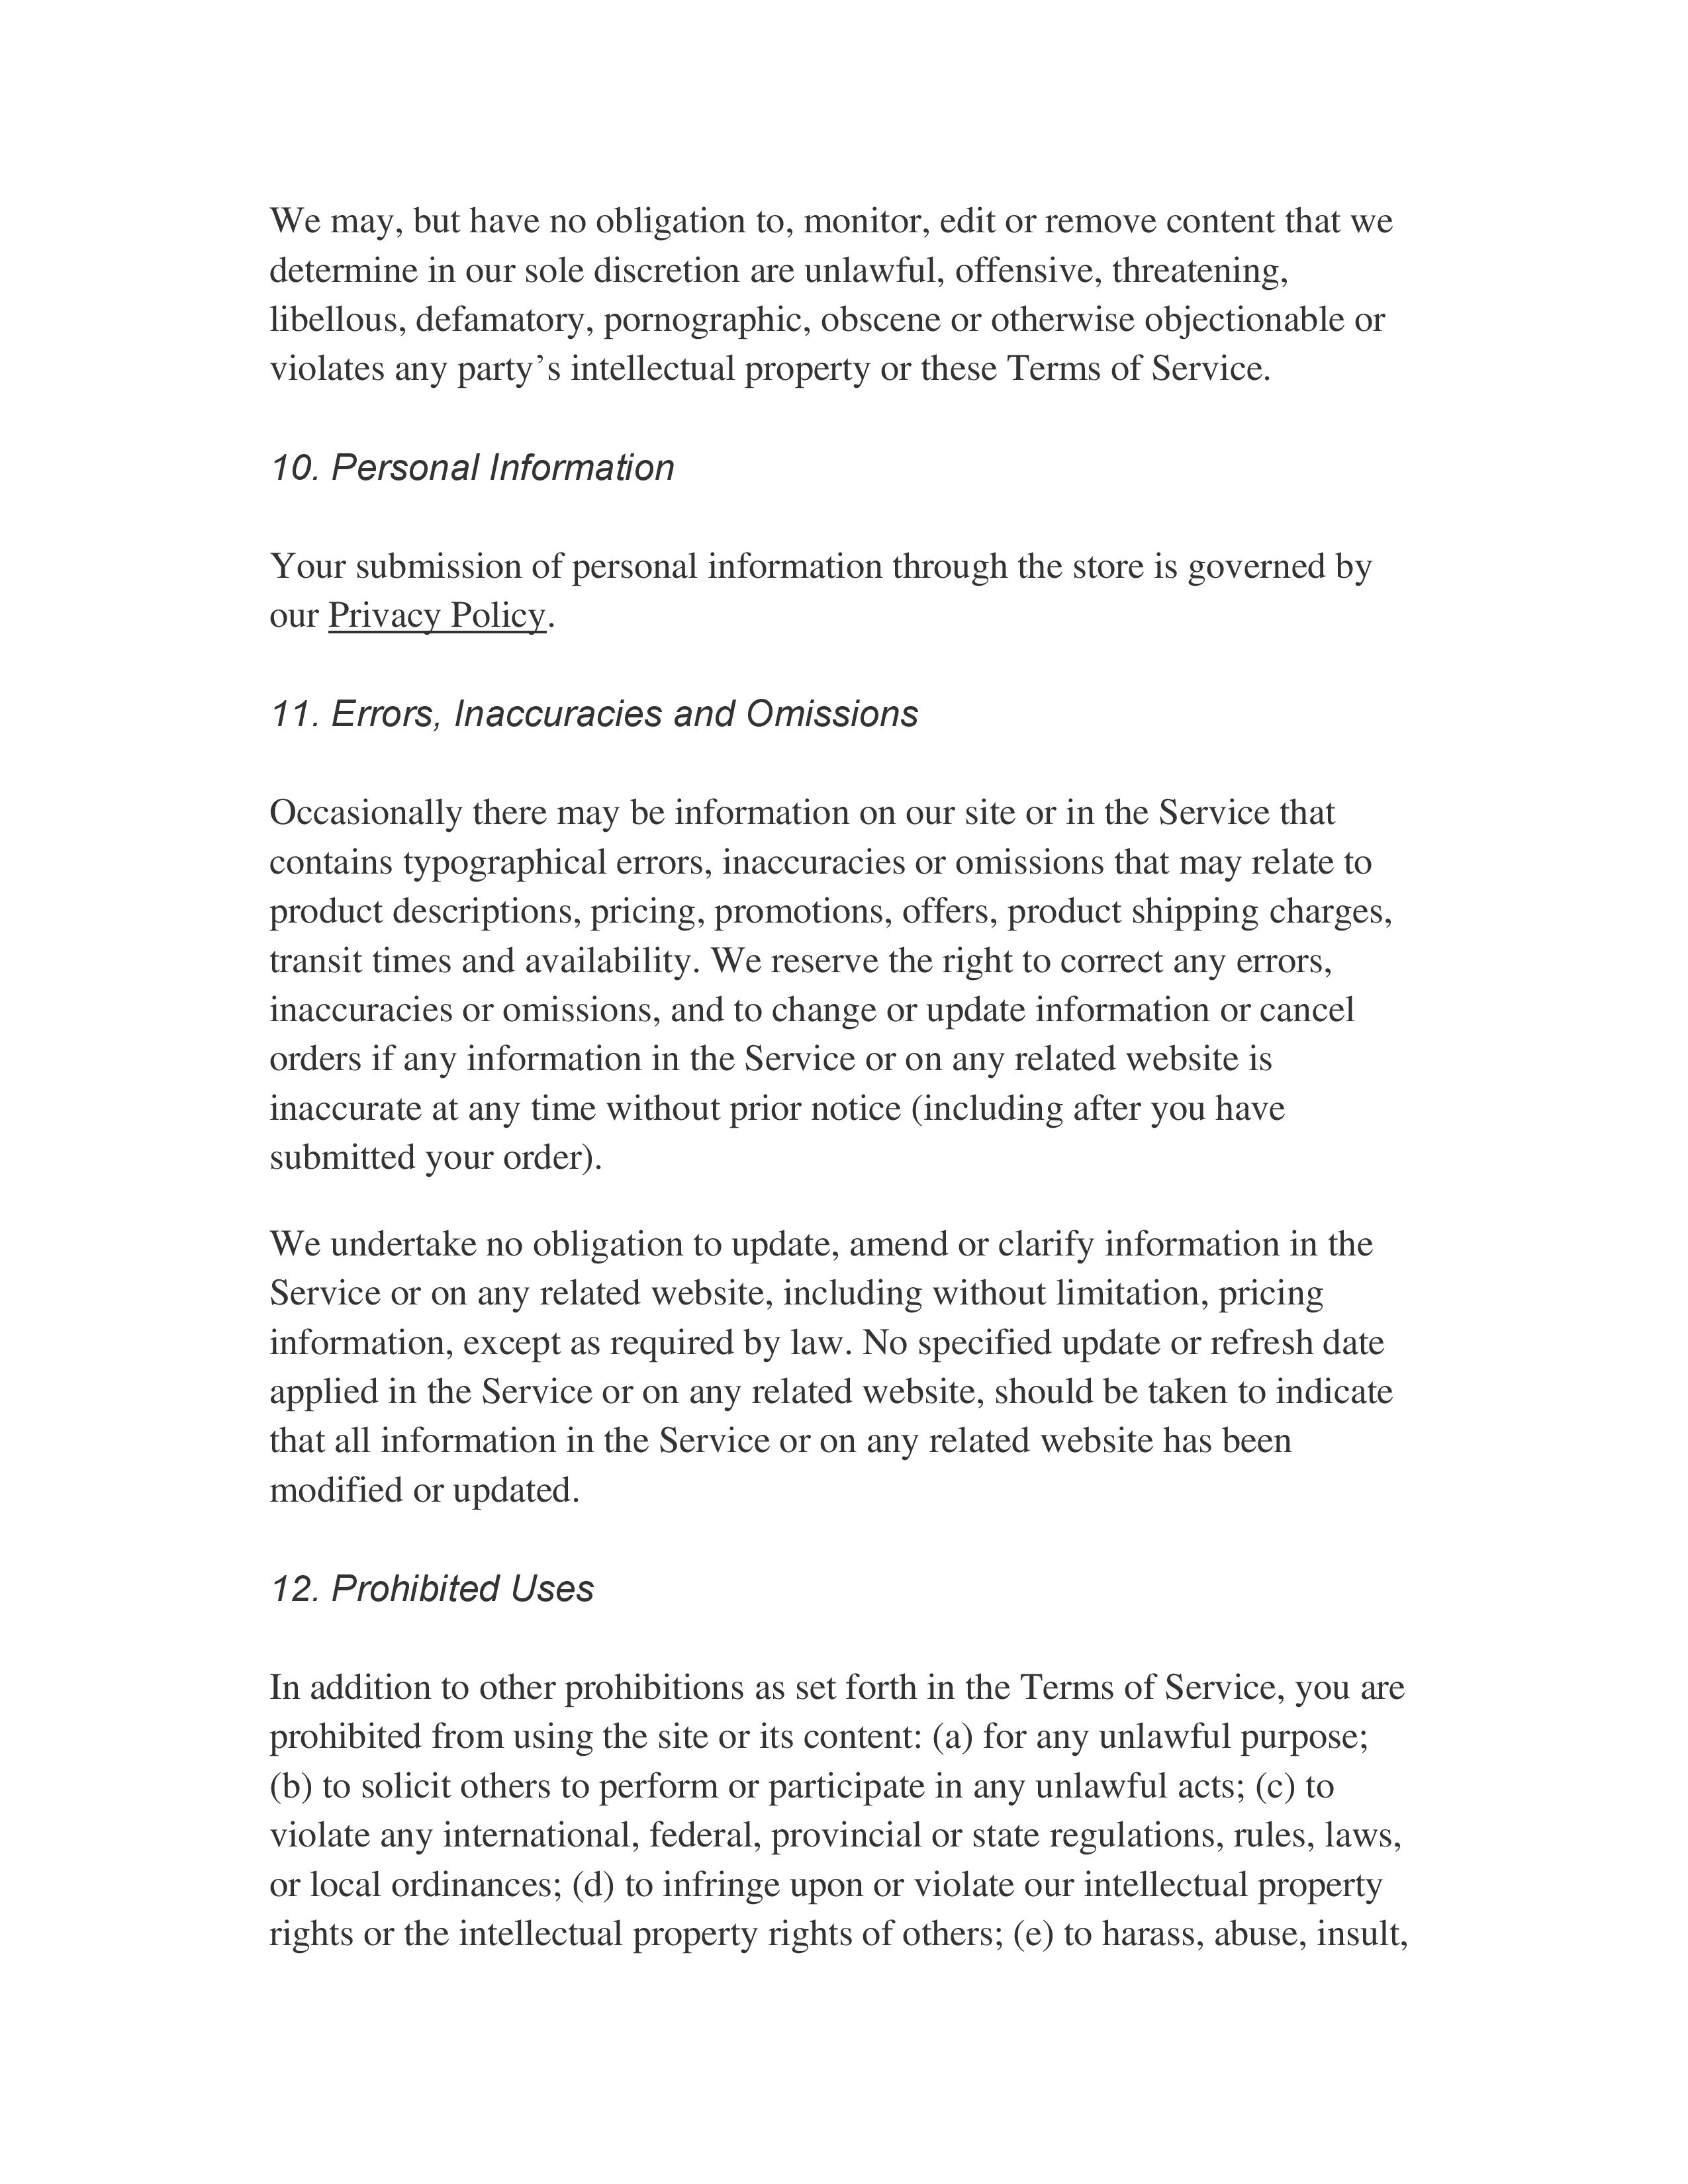 We may, but have no obligation to, monitor, edit or remove content that we
determine in our sole discretion are unlawful, offensive, threatening,
libellous, defamatory, pornographic, obscene or otherwise objectionable or
violates any party’s intellectual property or these Terms of Service.
10. Personal Information
Your submission of personal information through the store is governed by
our Privacy Policy.
11. Errors, Inaccuracies and Omissions
Occasionally there may be information on our site or in the Service that
contains typographical errors, inaccuracies or omissions that may relate to
product descriptions, pricing, promotions, offers, product shipping charges,
transit times and availability. We reserve the right to correct any errors,
inaccuracies or omissions, and to change or update information or cancel
orders if any information in the Service or on any related website is
inaccurate at any time without prior notice (including after you have
submitted your order).
We undertake no obligation to update, amend or clarify information in the
Service or on any related website, including without limitation, pricing
information, except as required by law. No specified update or refresh date
applied in the Service or on any related website, should be taken to indicate
that all information in the Service or on any related website has been
modified or updated.
12. Prohibited Uses
In addition to other prohibitions as set forth in the Terms of Service, you are
prohibited from using the site or its content: (a) for any unlawful purpose;
(b) to solicit others to perform or participate in any unlawful acts; (c) to
violate any international, federal, provincial or state regulations, rules, laws,
or local ordinances; (d) to infringe upon or violate our intellectual property
rights or the intellectual property rights of others; (e) to harass, abuse, insult,